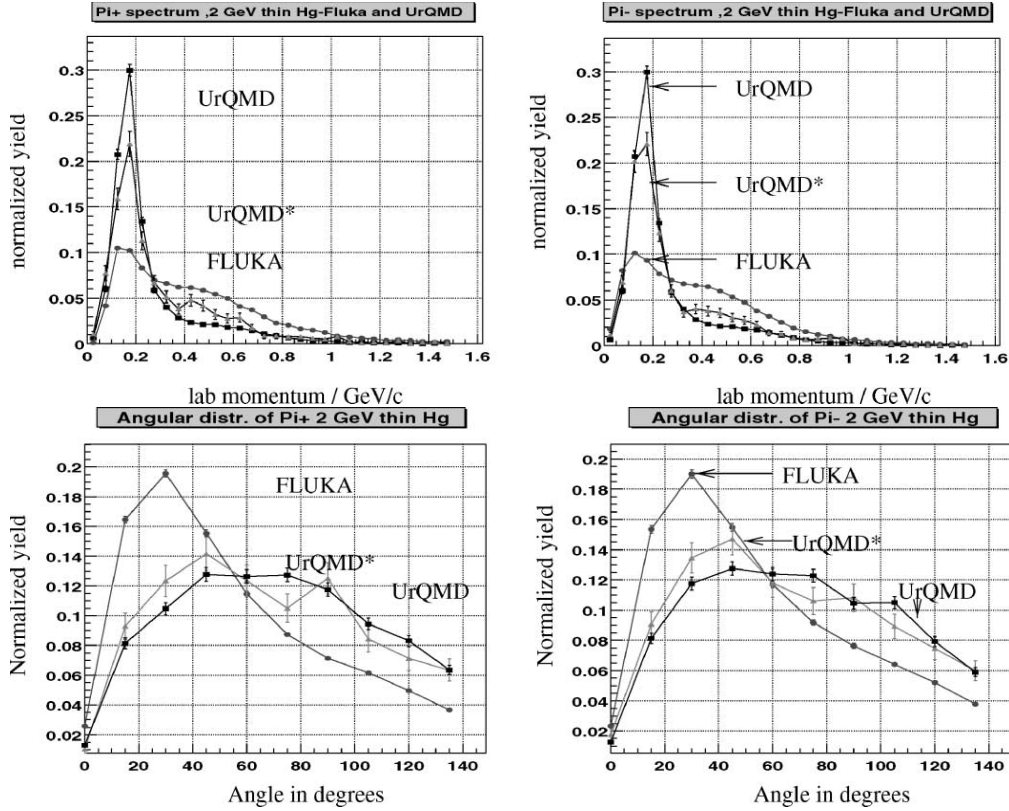 Pi+ spectrum ,2 GeV thin Hg-Fluka and UrQMD
normalized yield
0.3
0.25
0.2
0.15
0.1
0.05
0
UrQMD
UrQMD*
FLUKA
0 0.2 0.4 0.6 0.8 1 1.2 1.4 1.6
lab momentum / GeV/c
Pi- spectrum ,2 GeV thin Hg-Fluka and UrQMD
normalized yield
0.3
0.25
0.2
0.15
0.1
0.05
0
UrQMD
UrQMD*
FLUKA
0 0.2 0.4 0.6 0.8 1 1.2 1.4 1.6
lab momentum / GeV/c
Angular distr. of Pi+ 2 GeV thin Hg
Normalized yield
0.2
0.18
0.16
0.14
0.12
0.1
0.08
0.06
0.04
0.02
FLUKA
UrQMD*
UrQMD
0 20 40 60 80 100 120 140
Angle in degrees
Angular distr. of Pi- 2 GeV thin Hg
Normalized yield
0.2
0.18
0.16
0.14
0.12
0.1
0.08
0.06
0.04
0.02
FLUKA
UrQMD*
UrQMD
0 20 40 60 80 100 120 140
Angle in degrees